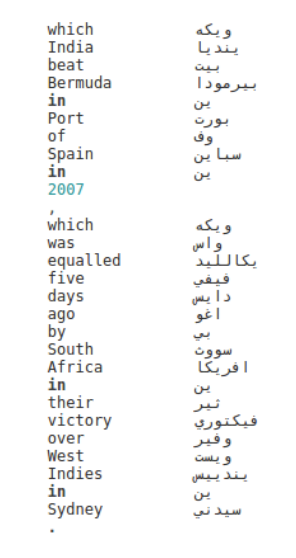 which ويكه
India ينديا
beat بيت
Bermuda بيرمودا
in ين
Port بورت
of وف
Spain سباين
in ين
2007
,
which ويكه
was واس
equalled يكالليد
five فيفي
days دايس
ago اغو
by بي
South سووث
Africa افريكا
in ين
their ثير
victory فيكتوري
over وفير
West ويست
Indies ينديیس
in ين
Sydney سيدني
.